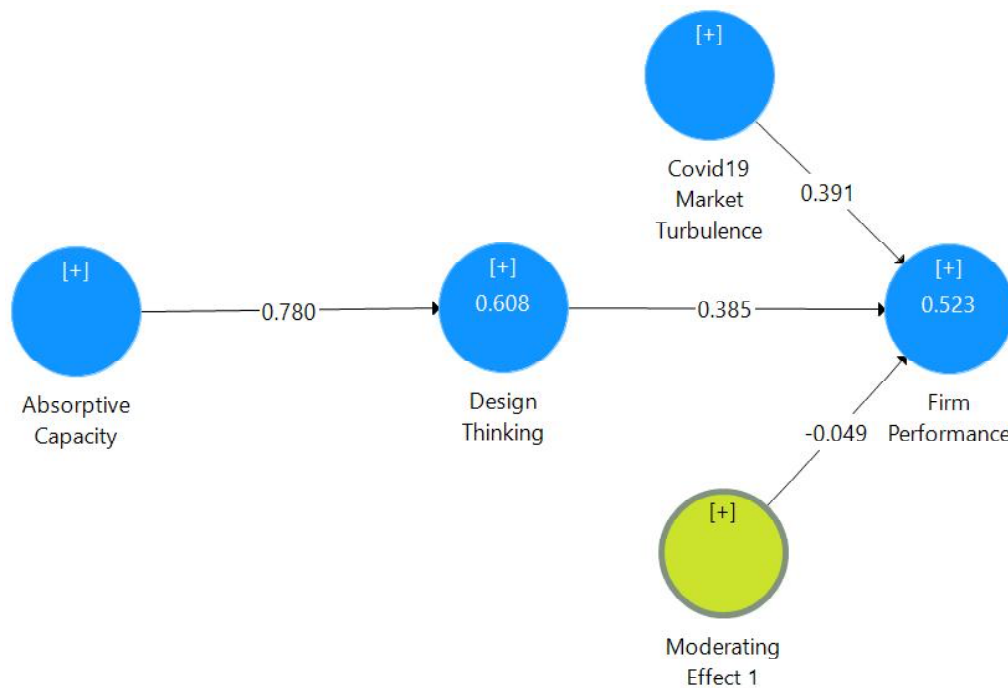 [+]
Covid19
Market
Turbulence
0.391
[+]
Absorptive
Capacity
0.780
[+]
0.608
Design
Thinking
0.385
[+]
0.523
Firm
Performance
-0.049
[+]
Moderating
Effect 1